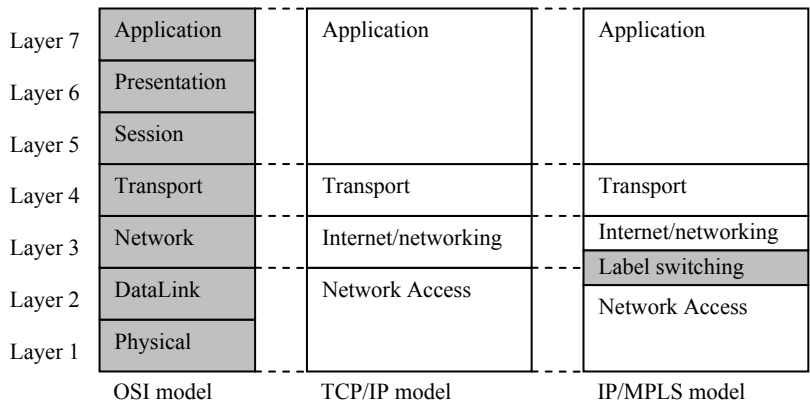 Layer 7 Application Application Application
Layer 6 Presentation
Layer 5 Session
Layer 4 Transport Transport Transport
Layer 3 Network Internet/networking Internet/networking
Label switching
Layer 2 DataLink Network Access Network Access
Layer 1 Physical
OSI model TCP/IP model IP/MPLS model